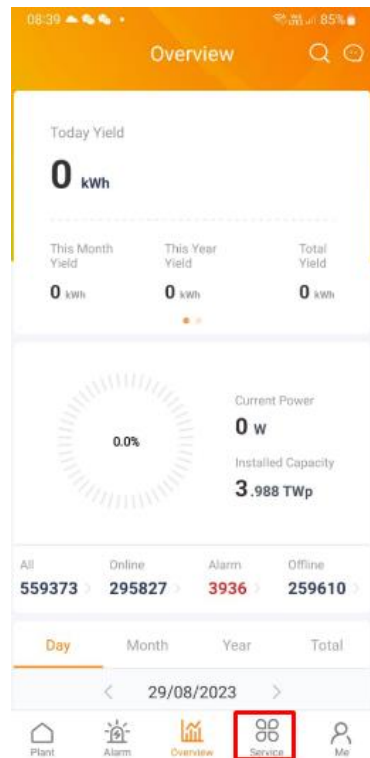 08:39 85%
Overview
Today Yield
0 kWh
This Month Yield
This Year Yield
Total Yield
0 kWh
0 kWh
0 kWh
0.0%
Current Power
0 W
Installed Capacity
3.988 TWp
All
Online
Alarm
Offline
559373
295827
3936
259610
Day
Month
Year
Total
< 29/08/2023 >
Plant
Alarm
Overview
Service
Me